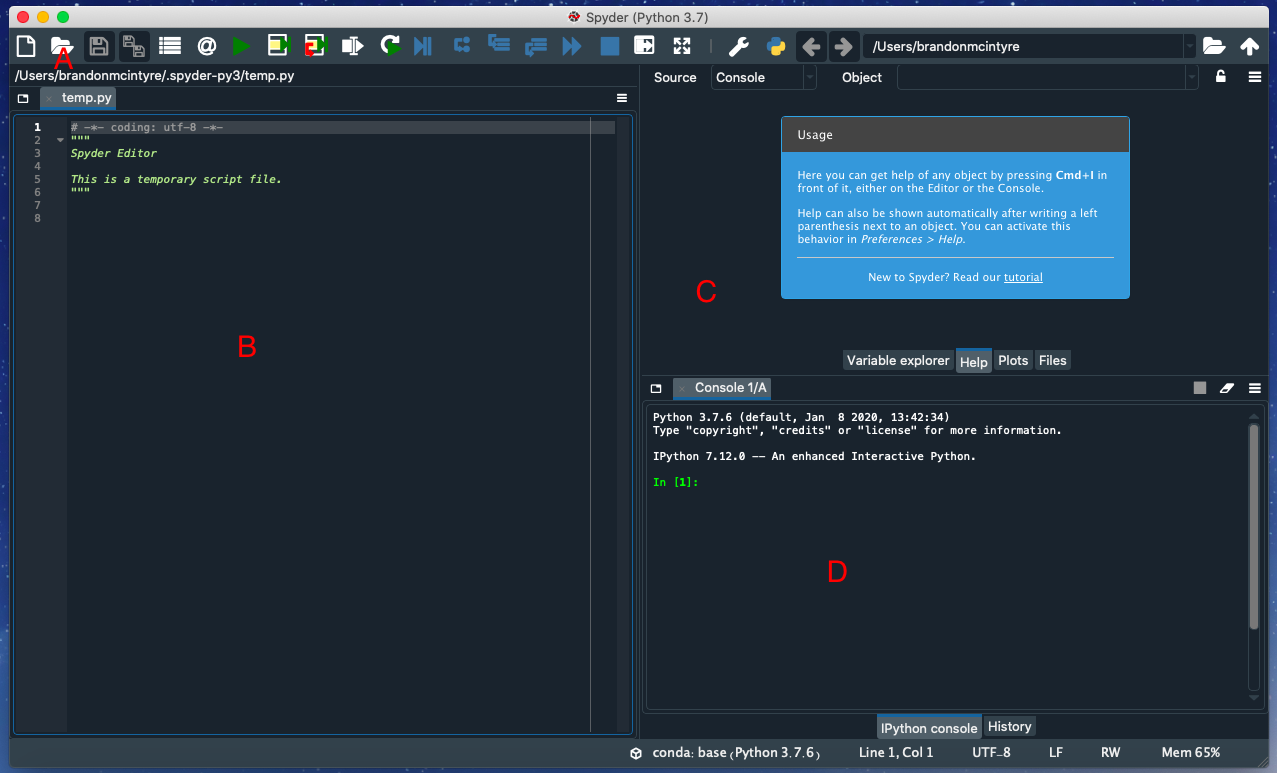 Spyder (Python 3.7)
A
/Users/brandonmcintyre
/Users/brandonmcintyre/.spyder-py3/temp.py
Source Console Object
temp.py
1 # -*- coding: utf-8 -*-
2 """
3 Spyder Editor
4
5 This is a temporary script file.
6 """
7
8
B
Usage
Here you can get help of any object by pressing Cmd+I in
front of it, either on the Editor or the Console.
Help can also be shown automatically after writing a left
parenthesis next to an object. You can activate this
behavior in Preferences > Help.
New to Spyder? Read our tutorial
C
Variable explorer Help Plots Files
Console 1/A
Python 3.7.6 (default, Jan  8 2020, 13:42:34)
Type "copyright", "credits" or "license" for more information.
IPython 7.12.0 -- An enhanced Interactive Python.
In [1]:
D
IPython console History
conda: base (Python 3.7.6) Line 1, Col 1 UTF-8 LF RW Mem 65%